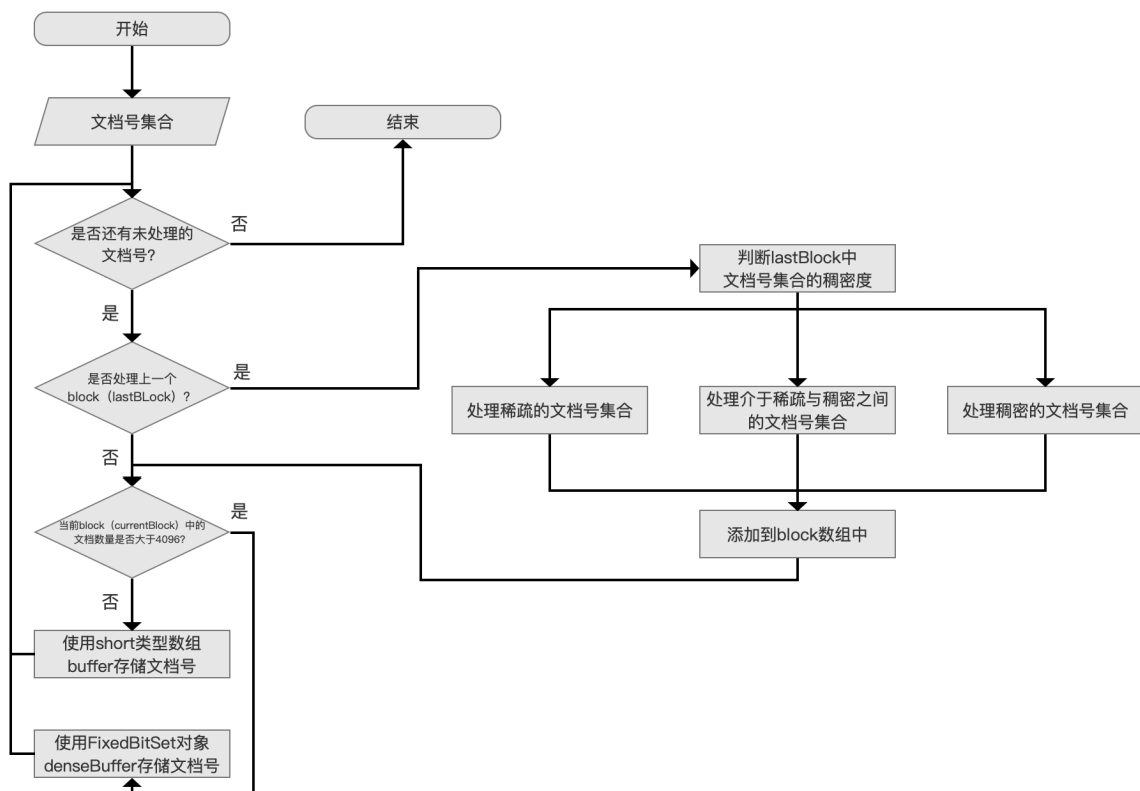 开始
文档号集合
结束
是否还有未处理的
文档号?
否
是
判断lastBlock中
文档号集合的稠密度
是否处理上一个
block（lastBLock）?
是
否
处理稀疏的文档号集合
处理介于稀疏与稠密之间
的文档号集合
处理稠密的文档号集合
当前block（currentBlock）中的
文档数量是否大于4096?
是
否
添加到block数组中
使用short类型数组
buffer存储文档号
使用FixedBitSet对象
denseBuffer存储文档号